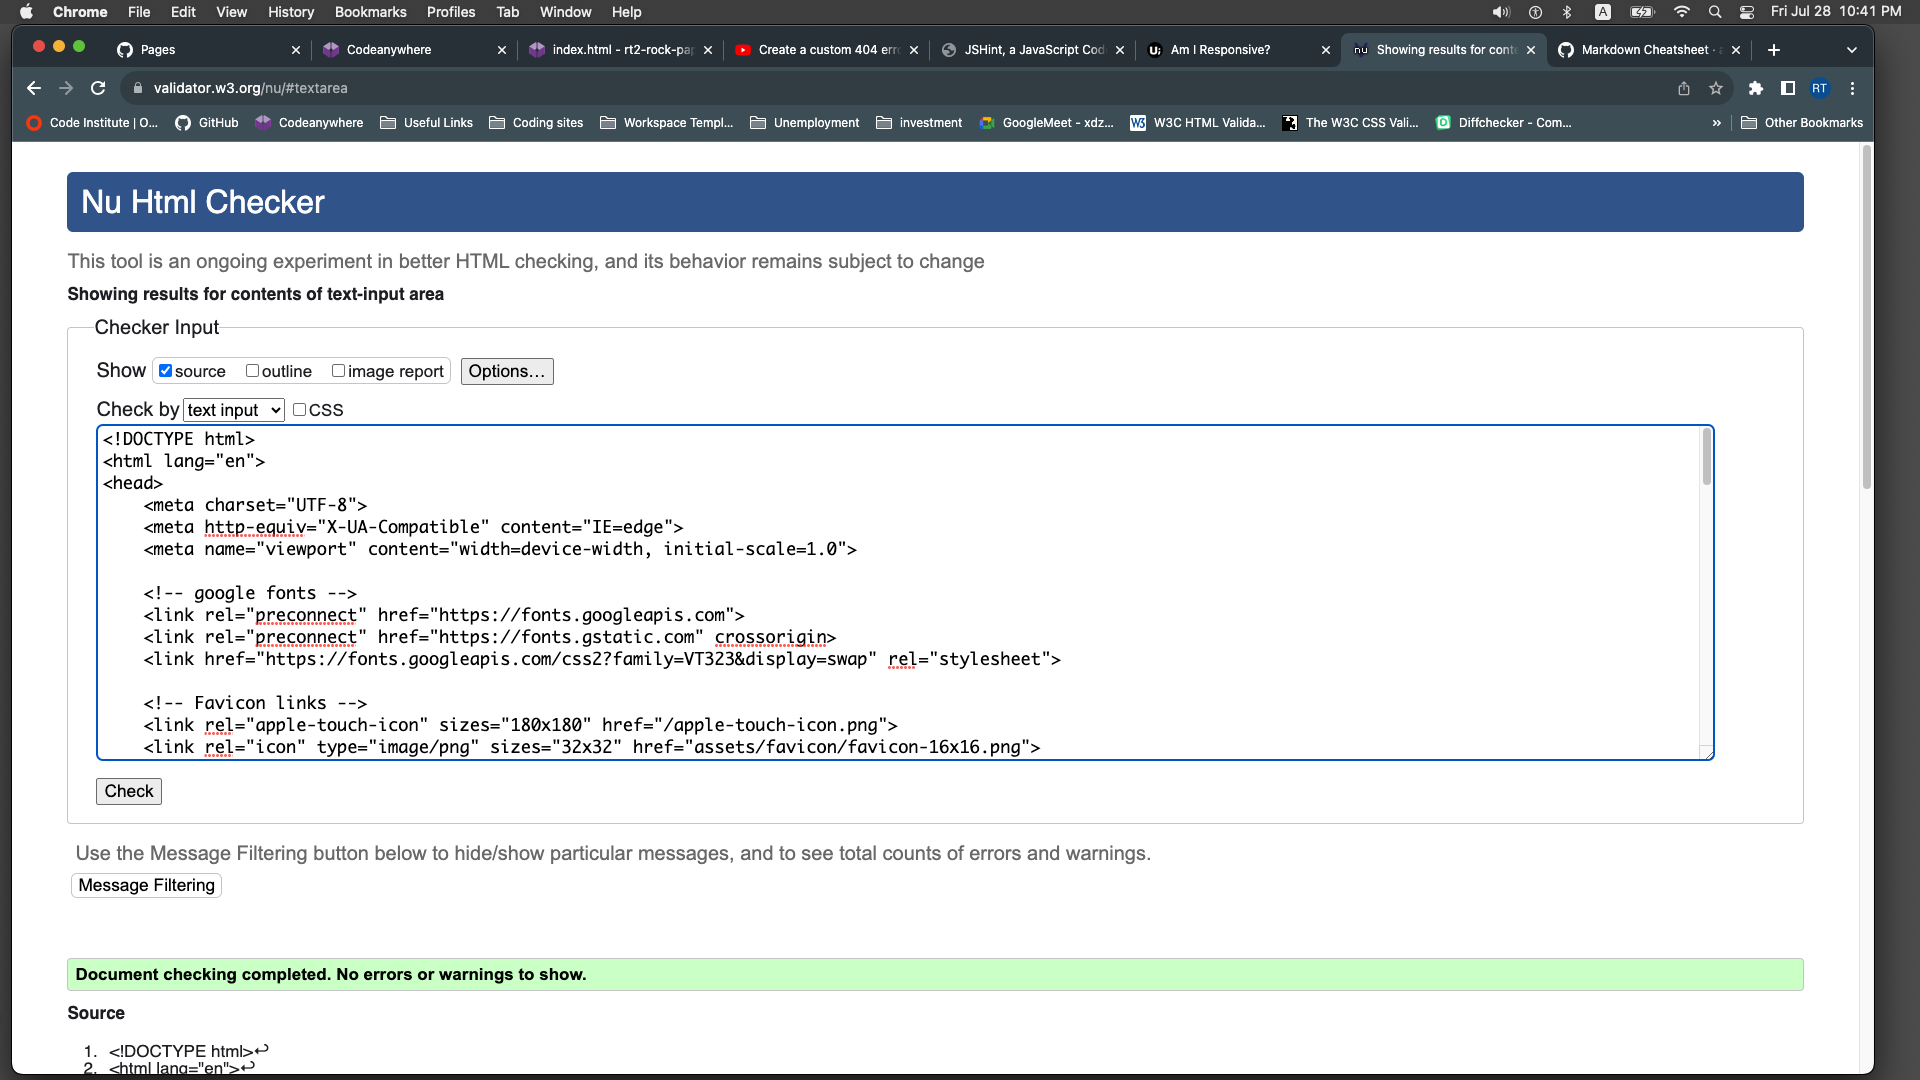 Chrome File Edit View History Bookmarks Profiles Tab Window Help A Fri Jul 28 10:41 PM
Pages Codeanywhere index.html - rt2-rock-pap Create a custom 404 erro JSHint, a JavaScript Code U: Am I Responsive? nu Showing results for conte Markdown Cheatsheet ·
validator.w3.org/nu/#textarea RT
Code Institute | O... GitHub Codeanywhere Useful Links Coding sites Workspace Templ... Unemployment investment GoogleMeet - xdz... W3 W3C HTML Valida... The W3C CSS Vali... Diffchecker - Com... » Other Bookmarks
Nu Html Checker
This tool is an ongoing experiment in better HTML checking, and its behavior remains subject to change
Showing results for contents of text-input area
Checker Input
Show source outline image report Options...
Check by text input CSS
<!DOCTYPE html>
<html lang="en">
<head>
<meta charset="UTF-8">
<meta http-equiv="X-UA-Compatible" content="IE=edge">
<meta name="viewport" content="width=device-width, initial-scale=1.0">
<!-- google fonts -->
<link rel="preconnect" href="https://fonts.googleapis.com">
<link rel="preconnect" href="https://fonts.gstatic.com" crossorigin>
<link href="https://fonts.googleapis.com/css2?family=VT323&display=swap" rel="stylesheet">
<!-- Favicon links -->
<link rel="apple-touch-icon" sizes="180x180" href="/apple-touch-icon.png">
<link rel="icon" type="image/png" sizes="32x32" href="assets/favicon/favicon-16x16.png">
Check
Use the Message Filtering button below to hide/show particular messages, and to see total counts of errors and warnings.
Message Filtering
Document checking completed. No errors or warnings to show.
Source
1. <!DOCTYPE html>↩
2. <html lang="en">↩